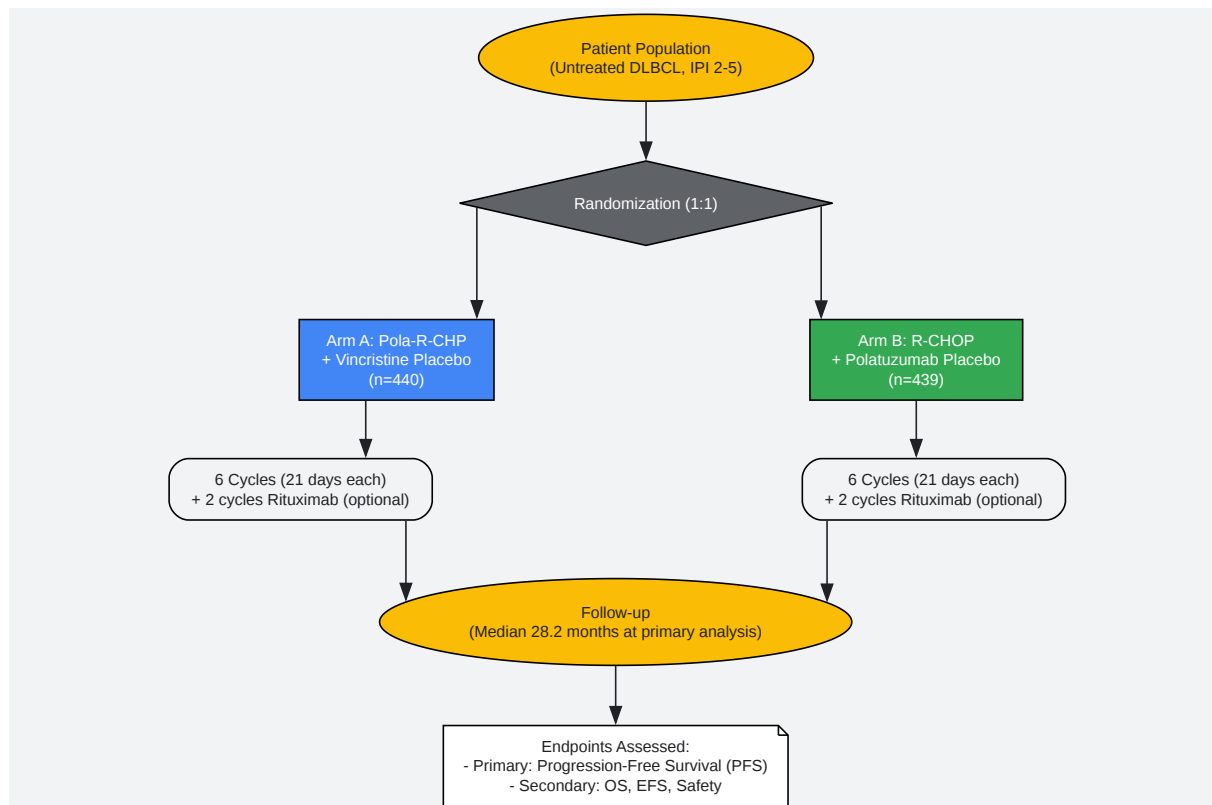 Patient Population
(Untreated DLBCL, IPI 2-5)
Randomization (1:1)
Arm A: Pola-R-CHP
+ Vincristine Placebo
(n=440)
Arm B: R-CHOP
+ Polatuzumab Placebo
(n=439)
6 Cycles (21 days each)
+ 2 cycles Rituximab (optional)
6 Cycles (21 days each)
+ 2 cycles Rituximab (optional)
Follow-up
(Median 28.2 months at primary analysis)
Endpoints Assessed:
- Primary: Progression-Free Survival (PFS)
- Secondary: OS, EFS, Safety